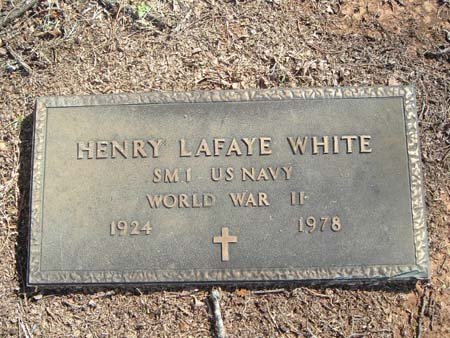 HENRY LAFAYE WHITE
SM1 US NAVY
WORLD WAR II
1924 1978